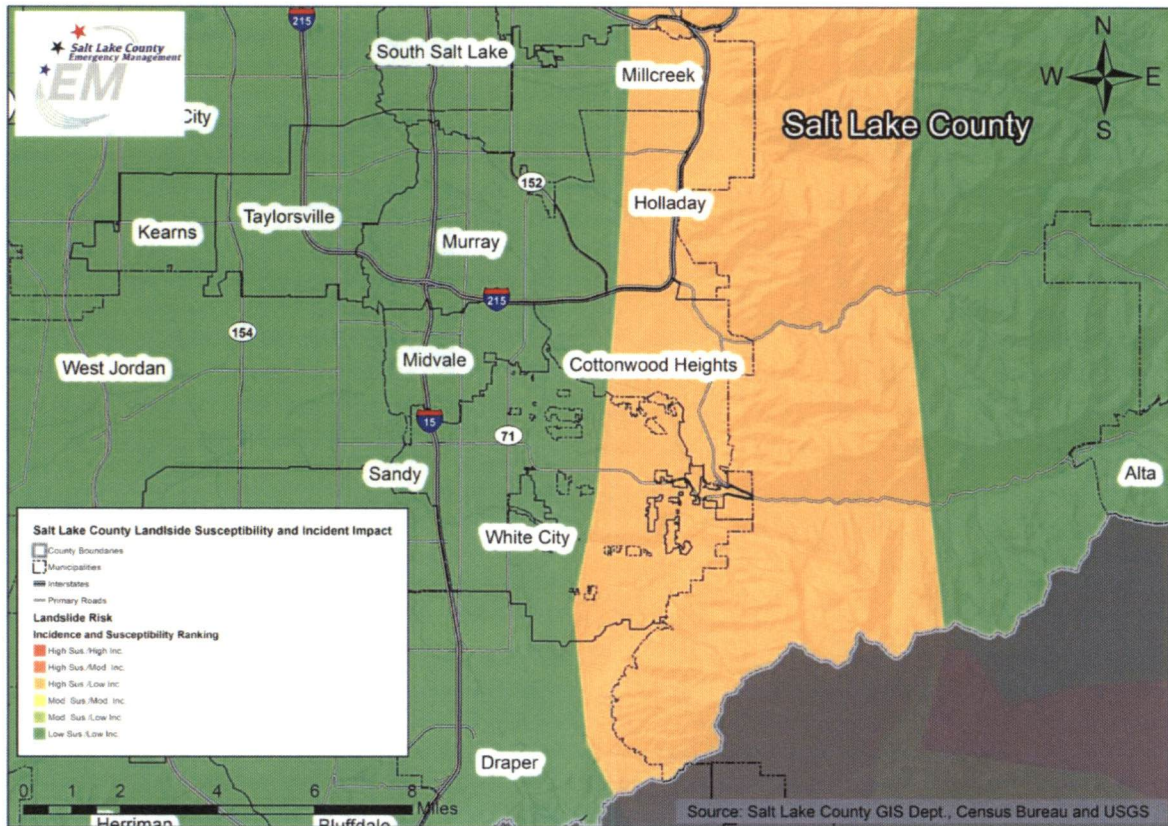 Salt Lake County
Emergency Management
EM
City
215
South Salt Lake
Millcreek
N
W
E
S
Salt Lake County
152
Holladay
Taylorsville
Kearns
Murray
215
154
West Jordan
Midvale
Cottonwood Heights
15
71
Sandy
Alta
White City
Salt Lake County Landlside Susceptibility and Incident Impact
County Boundaries
Municipalities
Interstates
Primary Roads
Landslide Risk
Incidence and Susceptibility Ranking
High Sus./High Inc.
High Sus./Mod. Inc.
High Sus./Low Inc.
Mod. Sus./Mod. Inc.
Mod. Sus./Low Inc.
Low Sus./Low Inc.
Draper
0 1 2 4 6 8
Miles
Herriman
Bluffdale
Source: Salt Lake County GIS Dept., Census Bureau and USGS